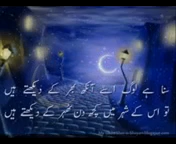 سنا ہے لوگ اسے آنکھ بھر کے دیکھتے ہیں
تو اس کے شہر میں کچھ دن ٹھہر کے دیکھتے ہیں